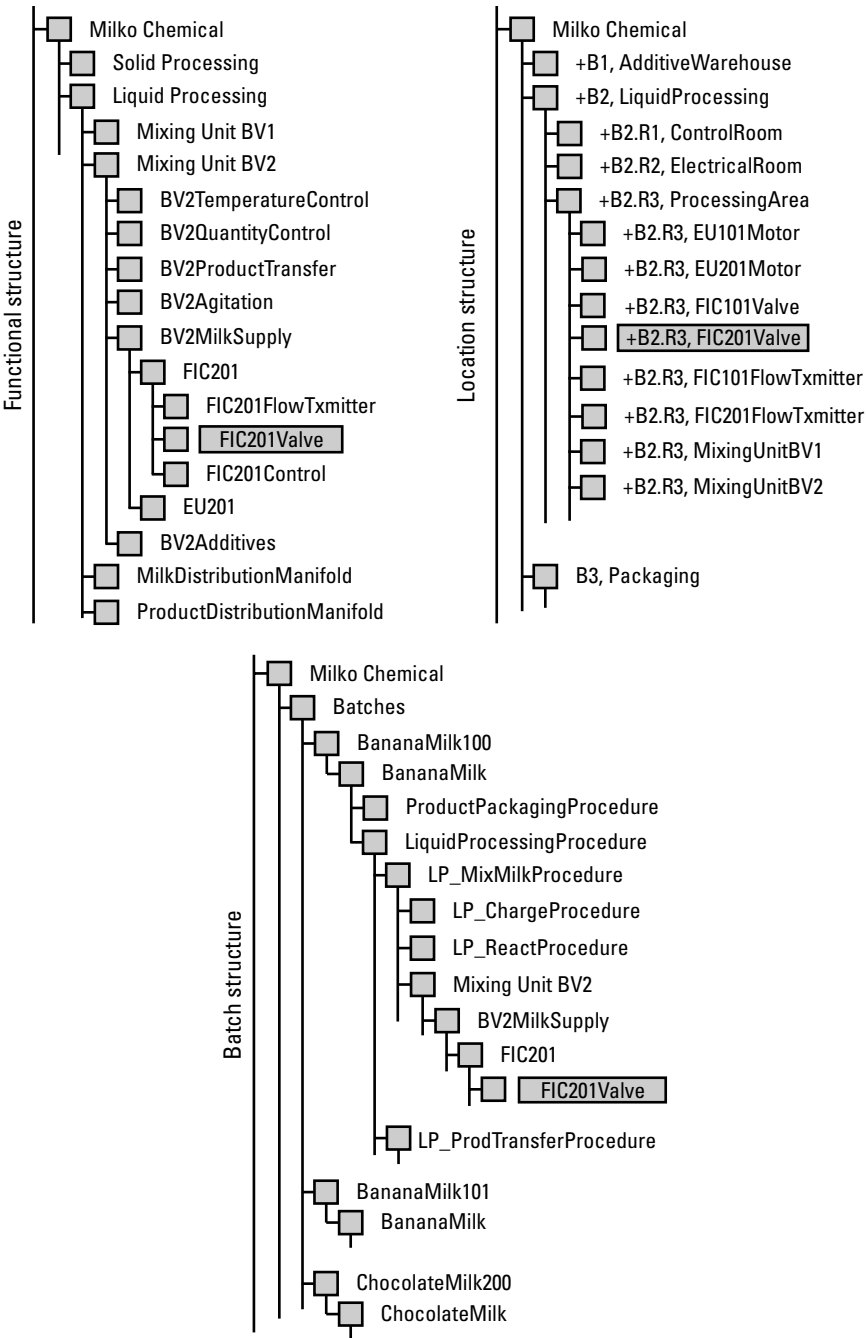 Functional structure
Milko Chemical
Solid Processing
Liquid Processing
Mixing Unit BV1
Mixing Unit BV2
BV2TemperatureControl
BV2QuantityControl
BV2ProductTransfer
BV2Agitation
BV2MilkSupply
FIC201
FIC201FlowTxmitter
FIC201Valve
FIC201Control
EU201
BV2Additives
MilkDistributionManifold
ProductDistributionManifold
Location structure
Milko Chemical
+B1, AdditiveWarehouse
+B2, LiquidProcessing
+B2.R1, ControlRoom
+B2.R2, ElectricalRoom
+B2.R3, ProcessingArea
+B2.R3, EU101Motor
+B2.R3, EU201Motor
+B2.R3, FIC101Valve
+B2.R3, FIC201Valve
+B2.R3, FIC101FlowTxmitter
+B2.R3, FIC201FlowTxmitter
+B2.R3, MixingUnitBV1
+B2.R3, MixingUnitBV2
B3, Packaging
Batch structure
Milko Chemical
Batches
BananaMilk100
BananaMilk
ProductPackagingProcedure
LiquidProcessingProcedure
LP_MixMilkProcedure
LP_ChargeProcedure
LP_ReactProcedure
Mixing Unit BV2
BV2MilkSupply
FIC201
FIC201Valve
LP_ProdTransferProcedure
BananaMilk101
BananaMilk
ChocolateMilk200
ChocolateMilk